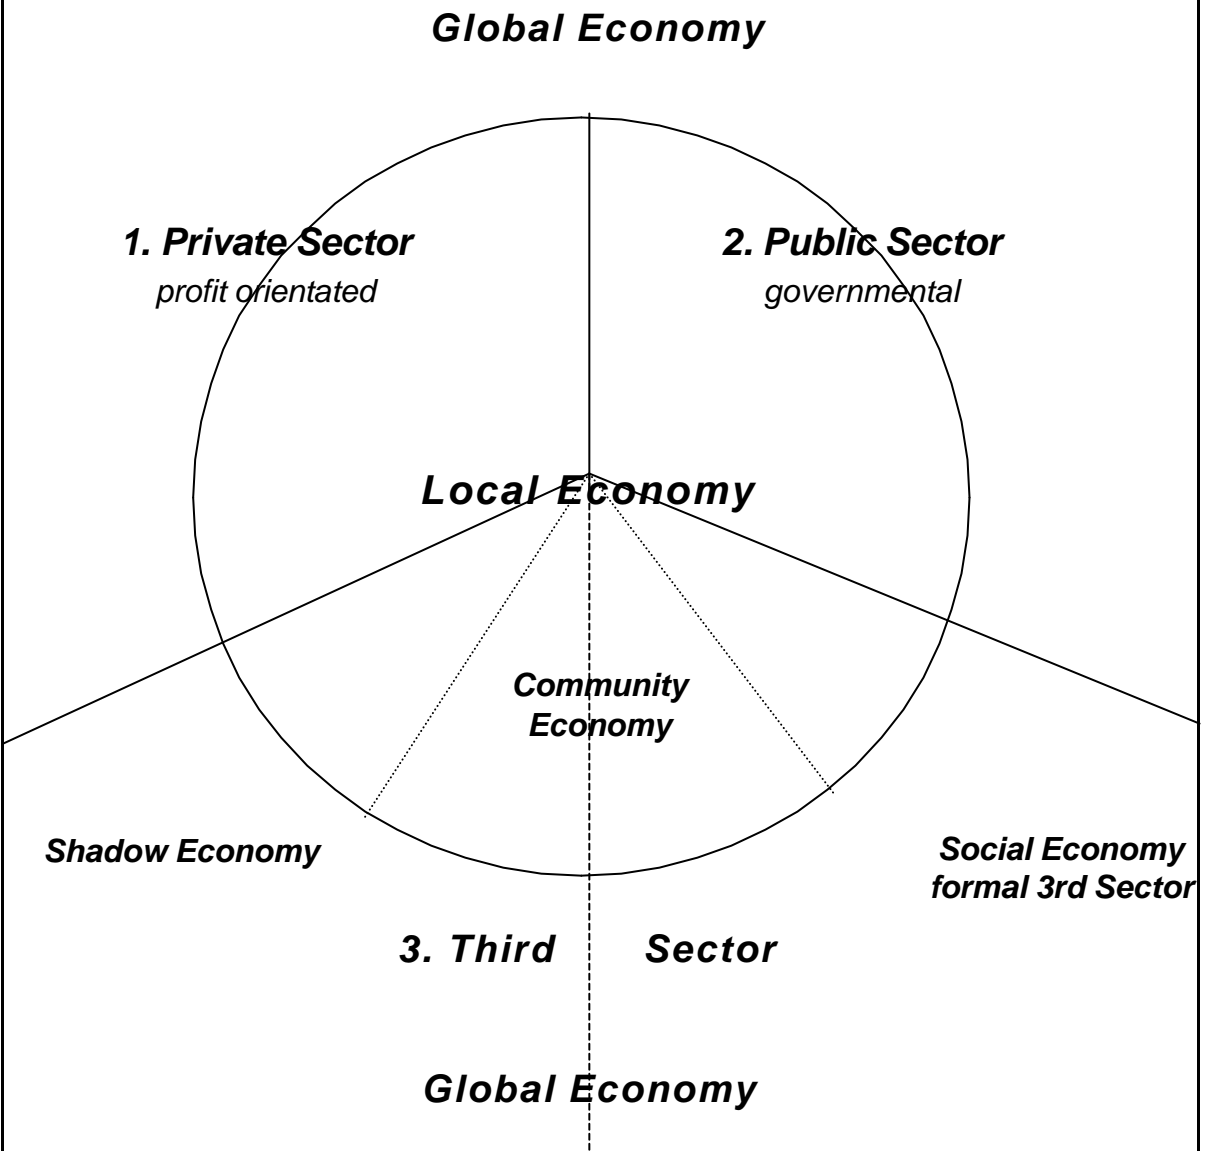 Global Economy
1. Private Sector
profit orientated
2. Public Sector
governmental
Local Economy
Community
Economy
Shadow Economy
Social Economy
formal 3rd Sector
3. Third Sector
Global Economy